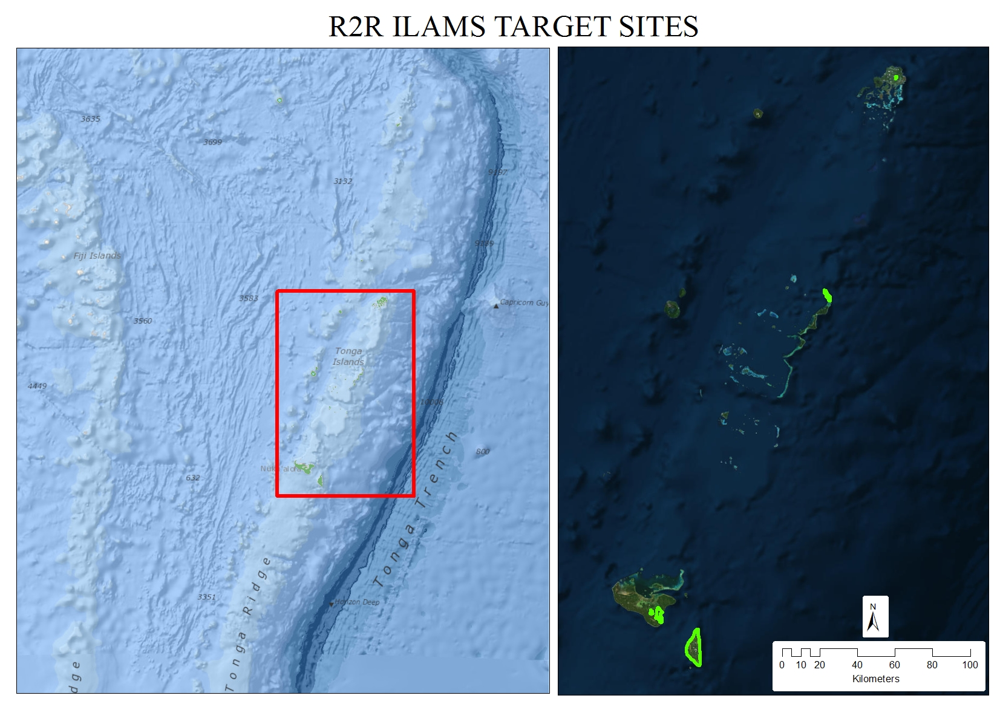 R2R ILAMS TARGET SITES
3635
3699
3132
9197
9189
Fiji Islands
3583
Capricorn Guy
3560
Tonga
Islands
4449
10006
800
632
Tonga Trench
3351
Horizon Deep
Tonga Ridge
dge
N
0 10 20 40 60 80 100
Kilometers